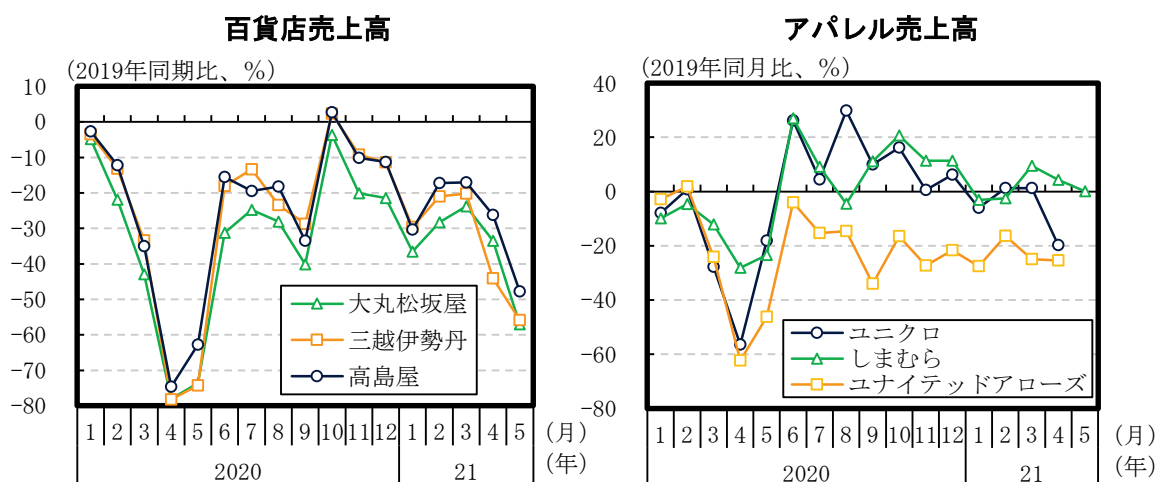 百貨店売上高
(2019年同期比、%)
10
0
-10
-20
-30
-40
-50
-60
-70
-80
大丸松坂屋
三越伊勢丹
高島屋
1 2 3 4 5 6 7 8 9 10 11 12 1 2 3 4 5 (月)
2020 21 (年)
アパレル売上高
(2019年同月比、%)
40
20
0
-20
-40
-60
-80
ユニクロ
しまむら
ユナイテッドアローズ
1 2 3 4 5 6 7 8 9 10 11 12 1 2 3 4 5 (月)
2020 21 (年)